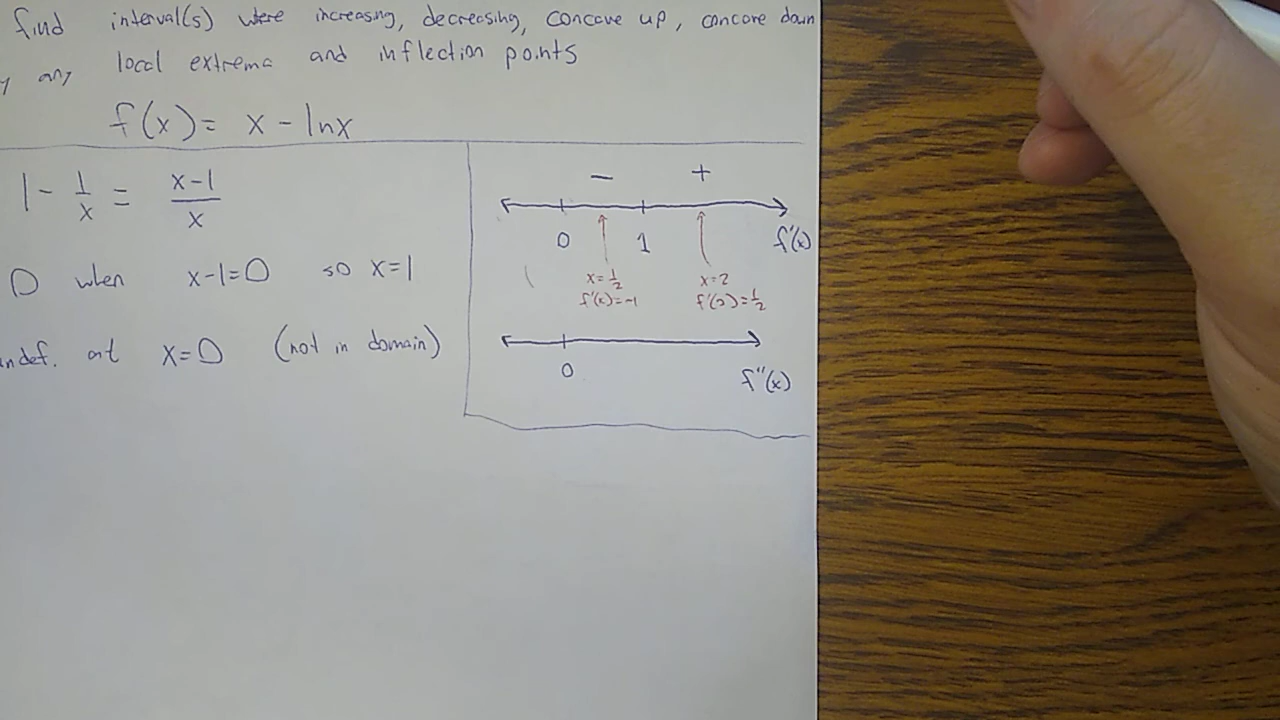 find interval(s) where increasing, decreasing, concave up, concave down
any local extrema and inflection points
f(x) = x - lnx
1 - 1/x = (x-1)/x
0 when x-1=0 so x=1
undef. at x=0 (not in domain)
- +
0 1 f'(x)
x=1/2 x=2
f'(x)=-1 f'(2)=1/2
0 f''(x)